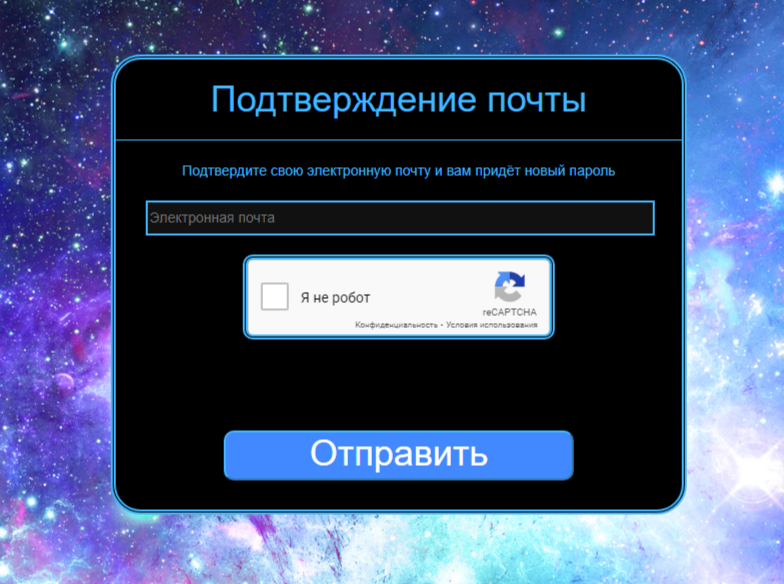 Подтверждение почты
Подтвердите свою электронную почту и вам придёт новый пароль
Электронная почта
Я не робот
reCAPTCHA
Конфиденциальность - Условия использования
Отправить